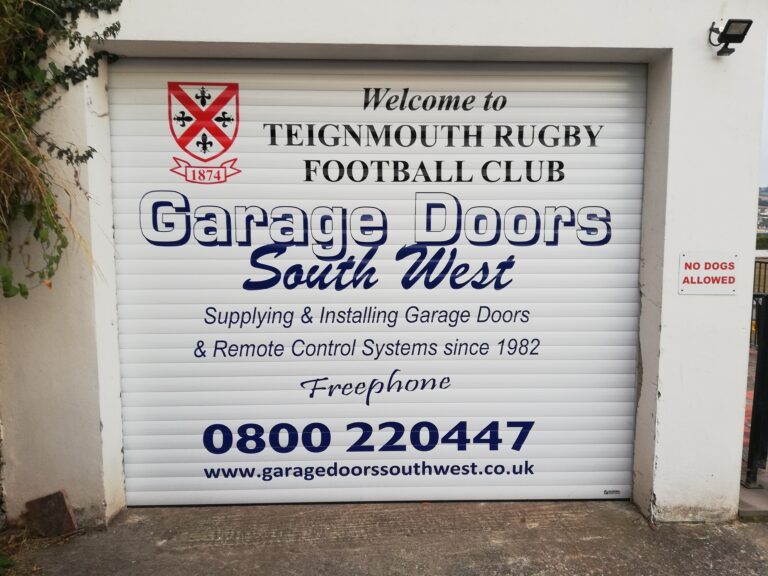 Welcome to
TEIGNMOUTH RUGBY
FOOTBALL CLUB
1874
Garage Doors
South West
Supplying & Installing Garage Doors
& Remote Control Systems since 1982
Freephone
0800 220447
www.garagedoorssouthwest.co.uk
NO DOGS
ALLOWED